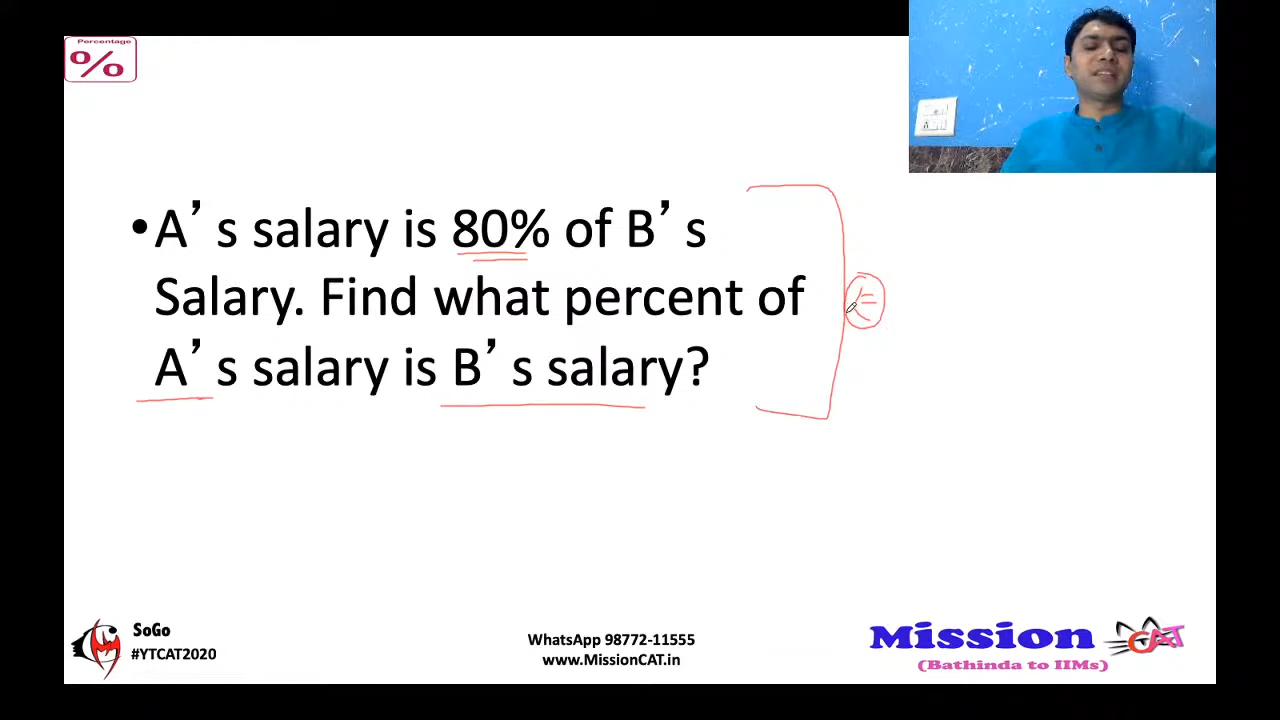 Percentage
%
•A’s salary is 80% of B’s
Salary. Find what percent of
A’s salary is B’s salary?
SoGo
#YTCAT2020
WhatsApp 98772-11555
www.MissionCAT.in
Mission CAT
(Bathinda to IIMs)